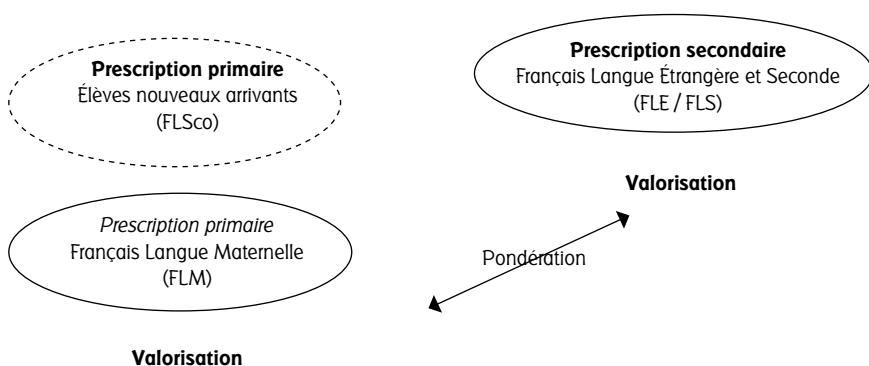 Prescription primaire
Élèves nouveaux arrivants
(FLSco)
Prescription secondaire
Français Langue Étrangère et Seconde
(FLE / FLS)
Prescription primaire
Français Langue Maternelle
(FLM)
Valorisation
Pondération
Valorisation